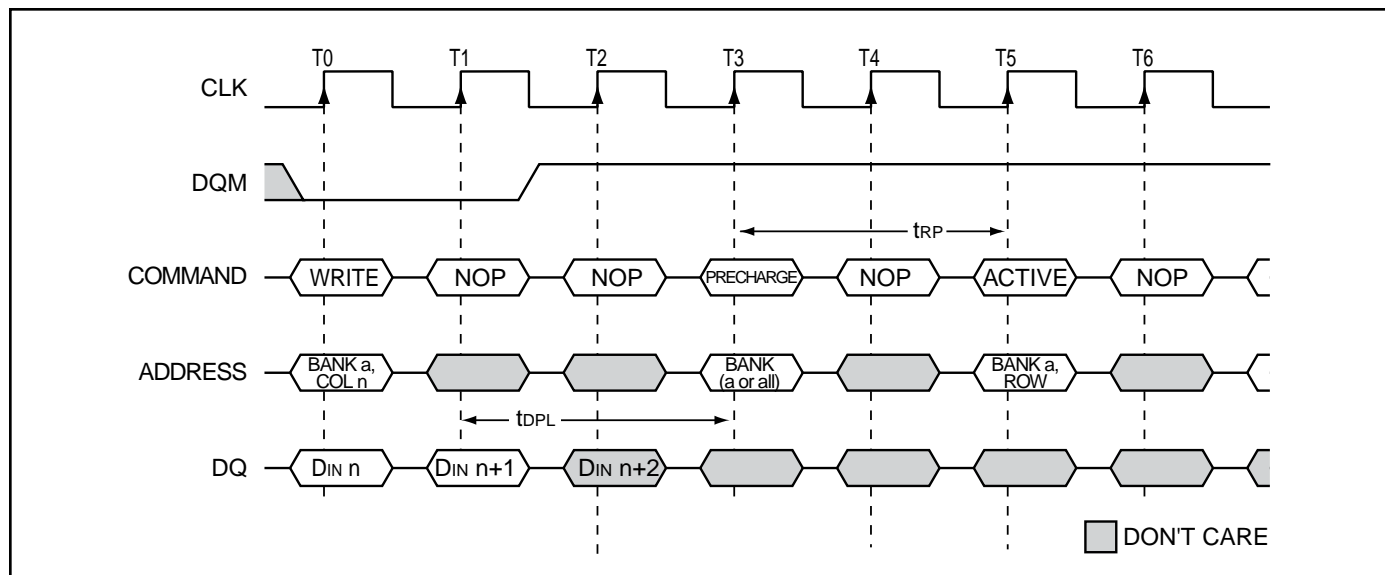 T0 T1 T2 T3 T4 T5 T6
CLK
DQM
tRP
COMMAND WRITE NOP NOP PRECHARGE NOP ACTIVE NOP
ADDRESS
BANK a,
COL n
BANK
(a or all)
BANK a,
ROW
tDPL
DQ DIN n DIN n+1 DIN n+2
DON'T CARE